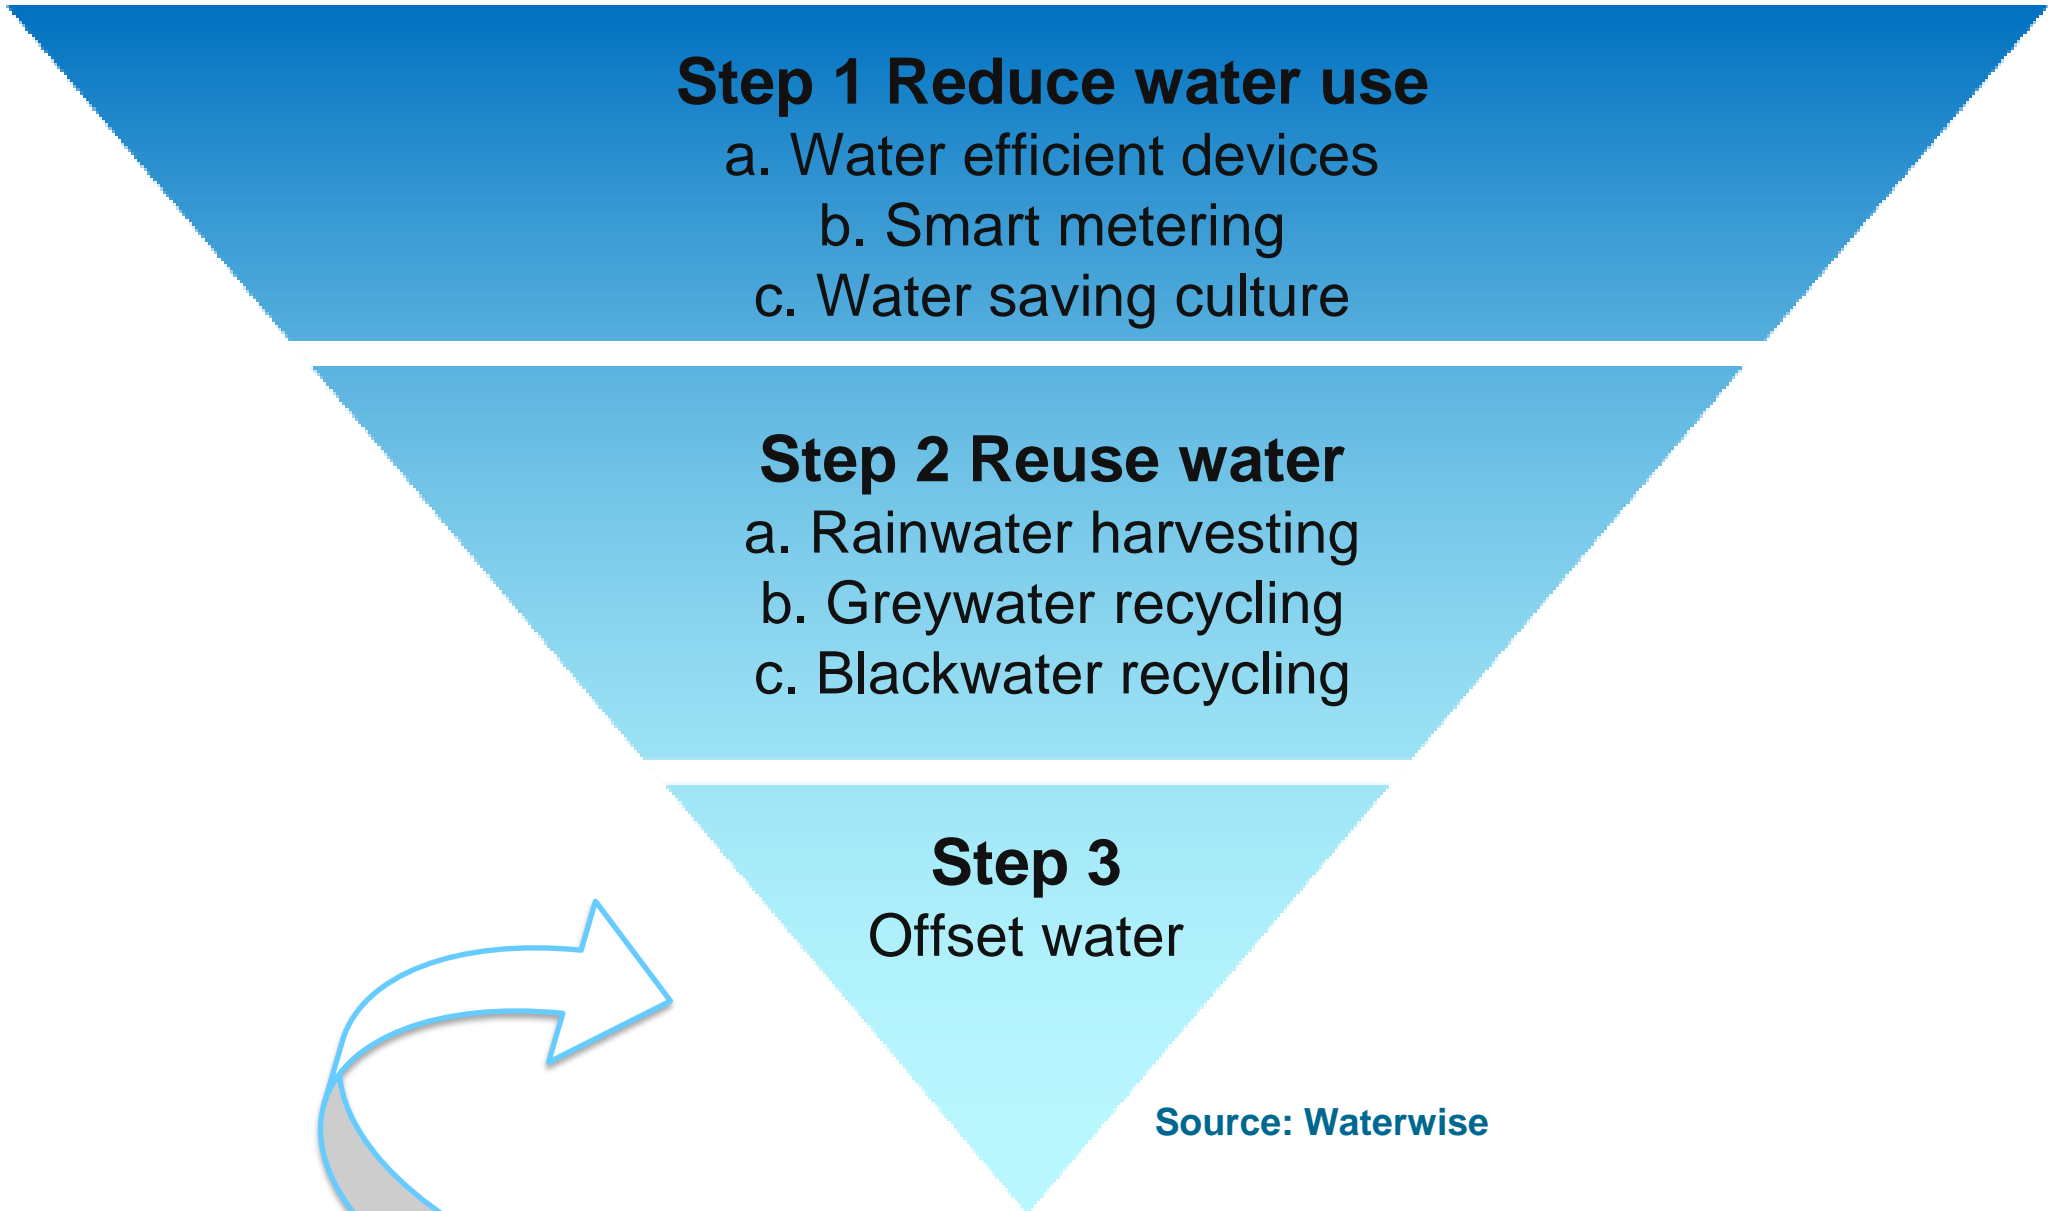 Step 1 Reduce water use
a. Water efficient devices
b. Smart metering
c. Water saving culture
Step 2 Reuse water
a. Rainwater harvesting
b. Greywater recycling
c. Blackwater recycling
Step 3
Offset water
Source: Waterwise